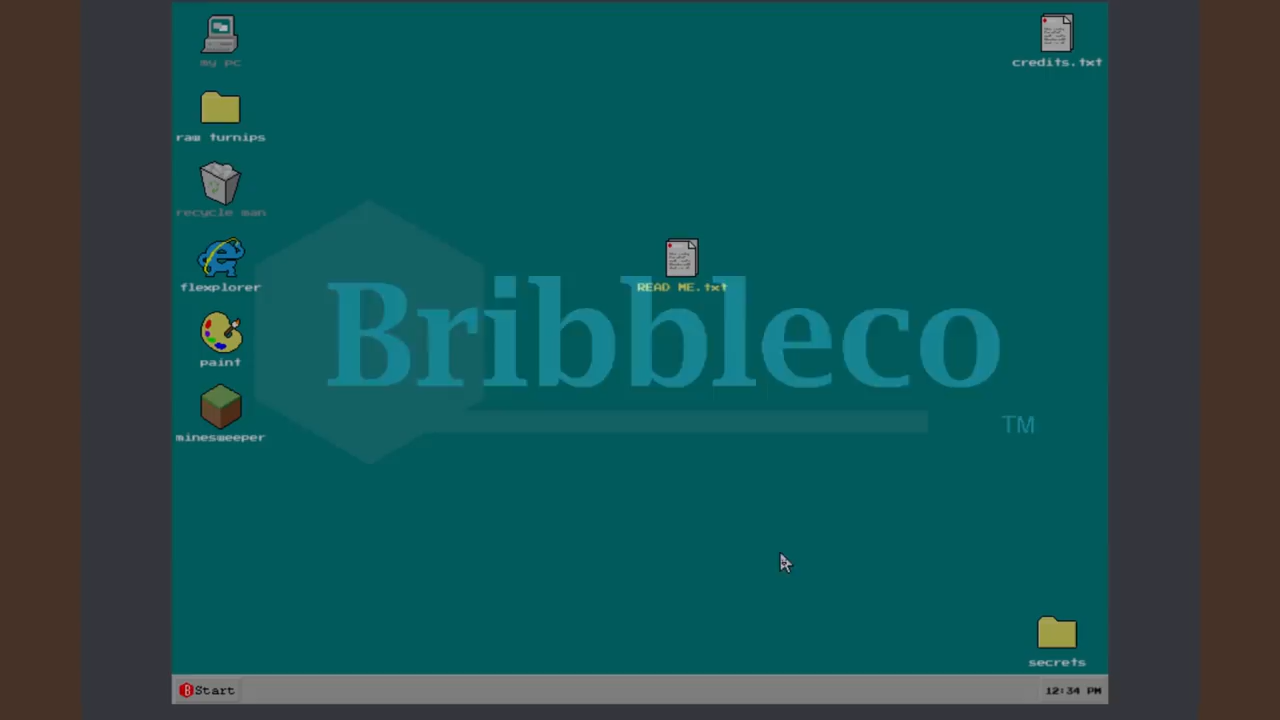 my pc
credits.txt
raw turnips
recycle man
flexplorer
READ ME.txt
Bribbleco
TM
paint
minesweeper
secrets
B Start
12:34 PM